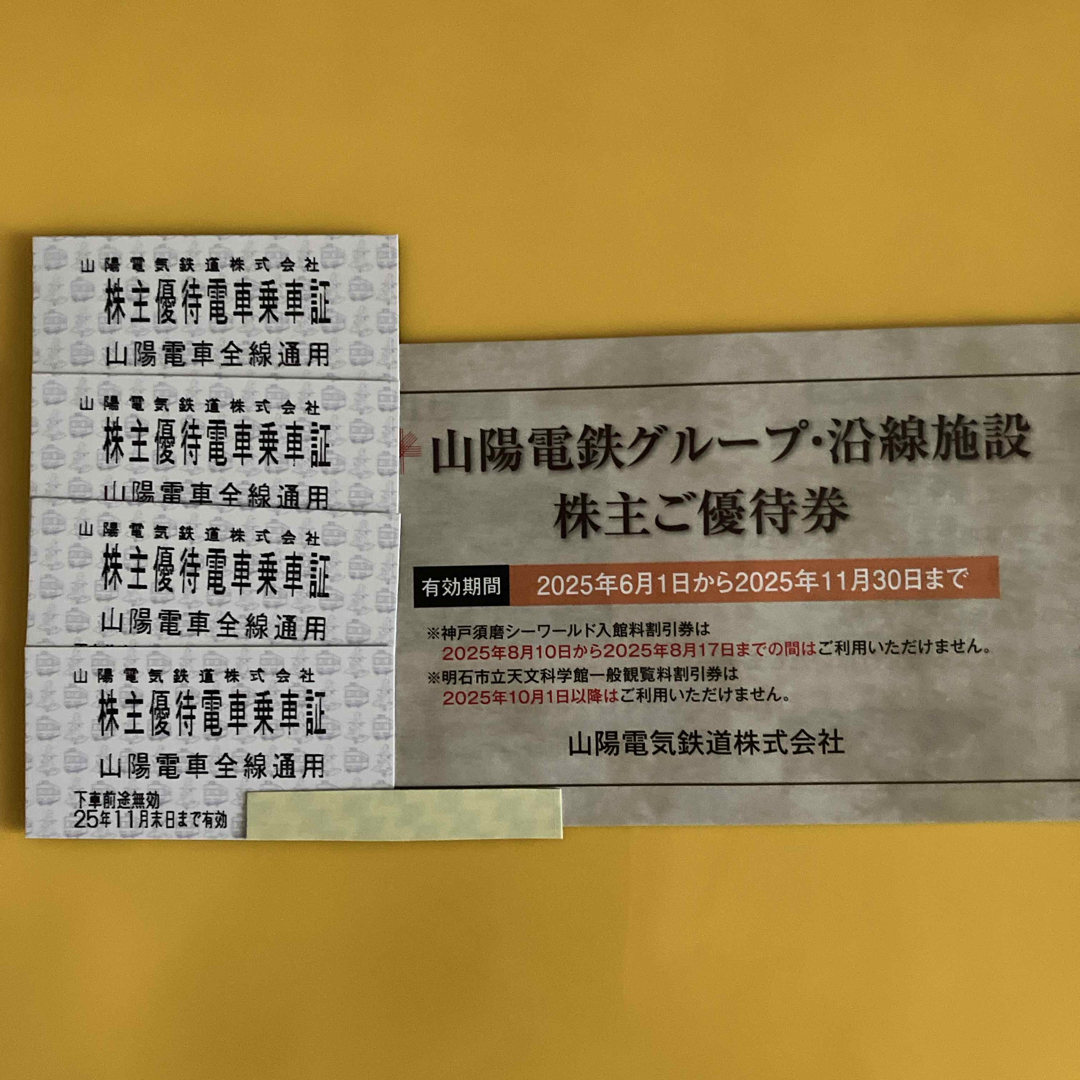 山陽電気鉄道株式会社
株主優待電車乗車証
山陽電車全線通用
山陽電気鉄道株式会社
株主優待電車乗車証
山陽電車全線通用
山陽電気鉄道株式会社
株主優待電車乗車証
山陽電車全線通用
山陽電気鉄道株式会社
株主優待電車乗車証
山陽電車全線通用
下車前途無効
25年11月末日まで有効
山陽電鉄グループ・沿線施設
株主ご優待券
有効期間 2025年6月1日から2025年11月30日まで
※神戸須磨シーワールド入館料割引券は
2025年8月10日から2025年8月17日までの間はご利用いただけません。
※明石市立天文科学館一般観覧料割引券は
2025年10月1日以降はご利用いただけません。
山陽電気鉄道株式会社